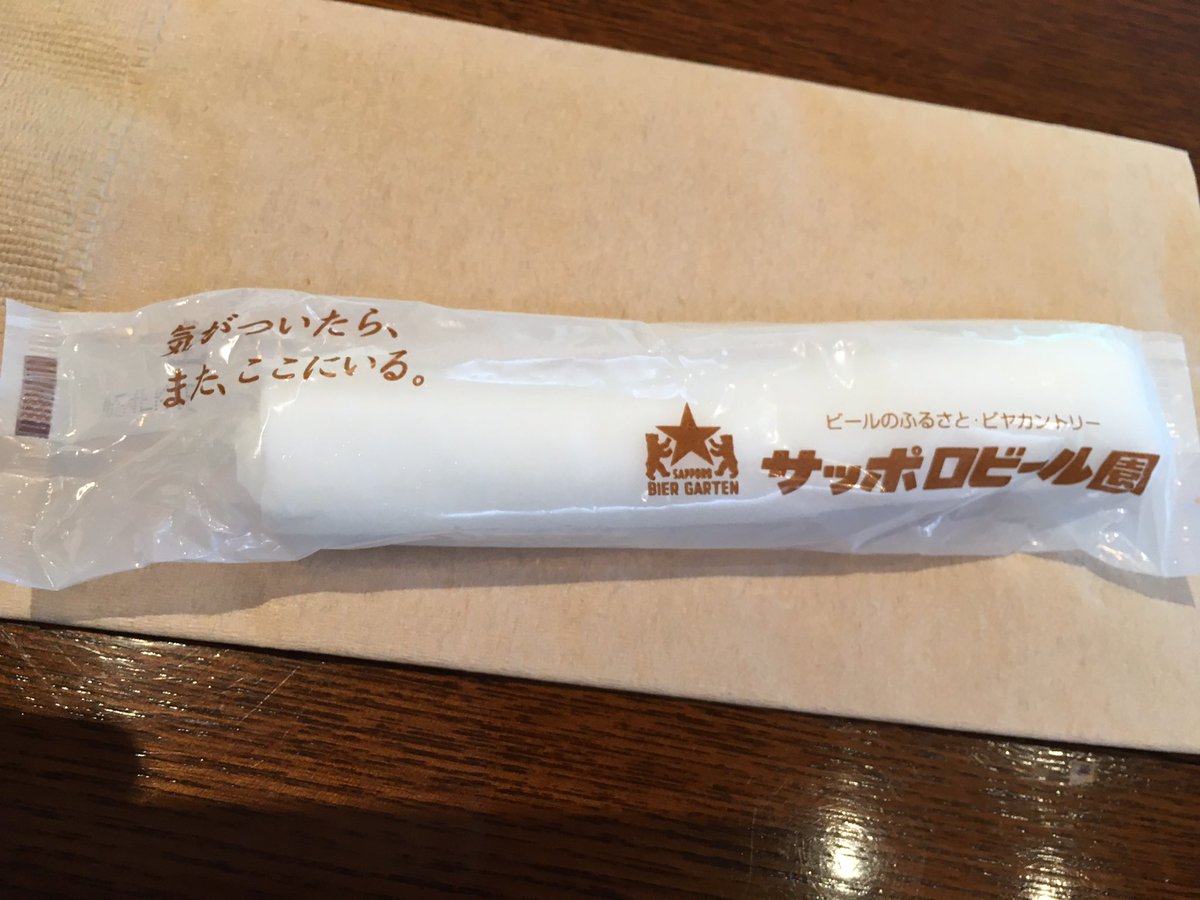 気がついたら、
また、ここにいる。
ビールのふるさと・ビヤカントリー
サッポロビール園
SAPPORO
BIER GARTEN